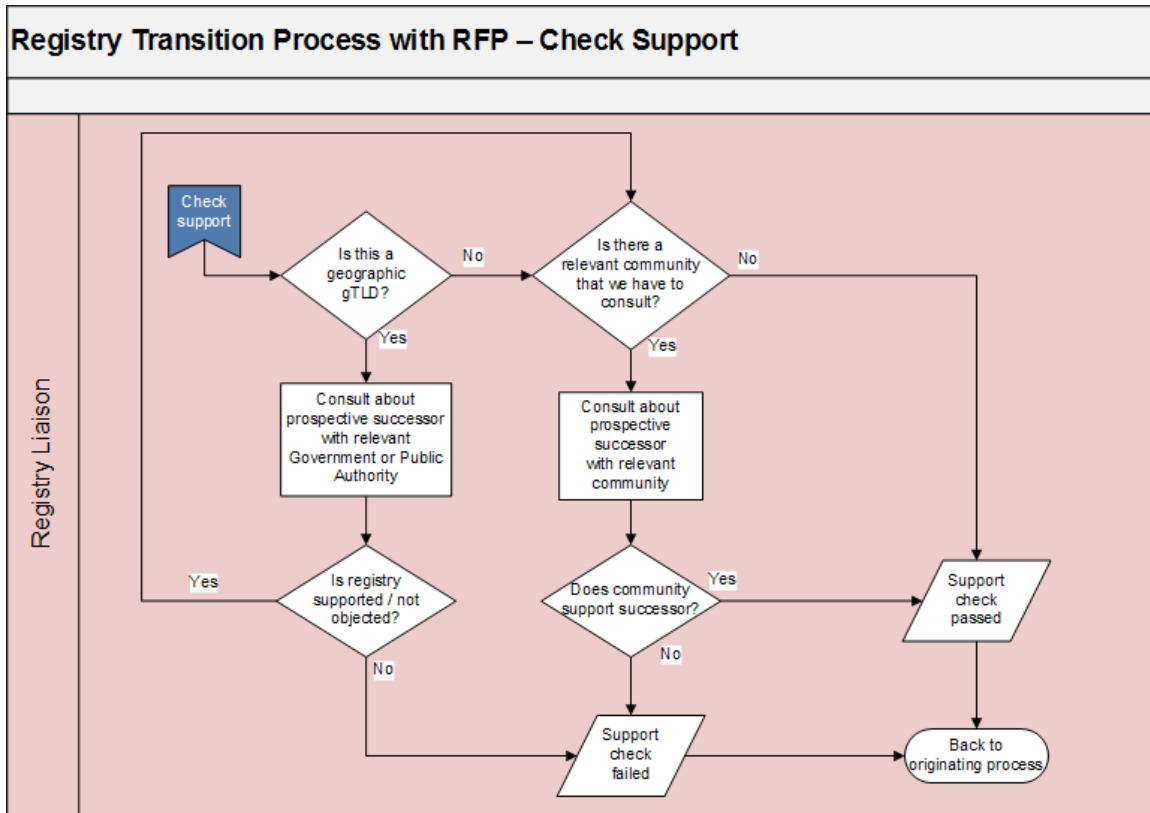 Registry Transition Process with RFP – Check Support
Registry Liaison
Check
support
Is this a
geographic
gTLD?
No
Is there a
relevant community
that we have to
consult?
No
Yes
Yes
Consult about
prospective successor
with relevant
Government or Public
Authority
Consult about
prospective
successor
with relevant
community
Yes
Is registry
supported / not
objected?
Does community
support successor?
Yes
Support
check
passed
No
No
Support
check
failed
Back to
originating process